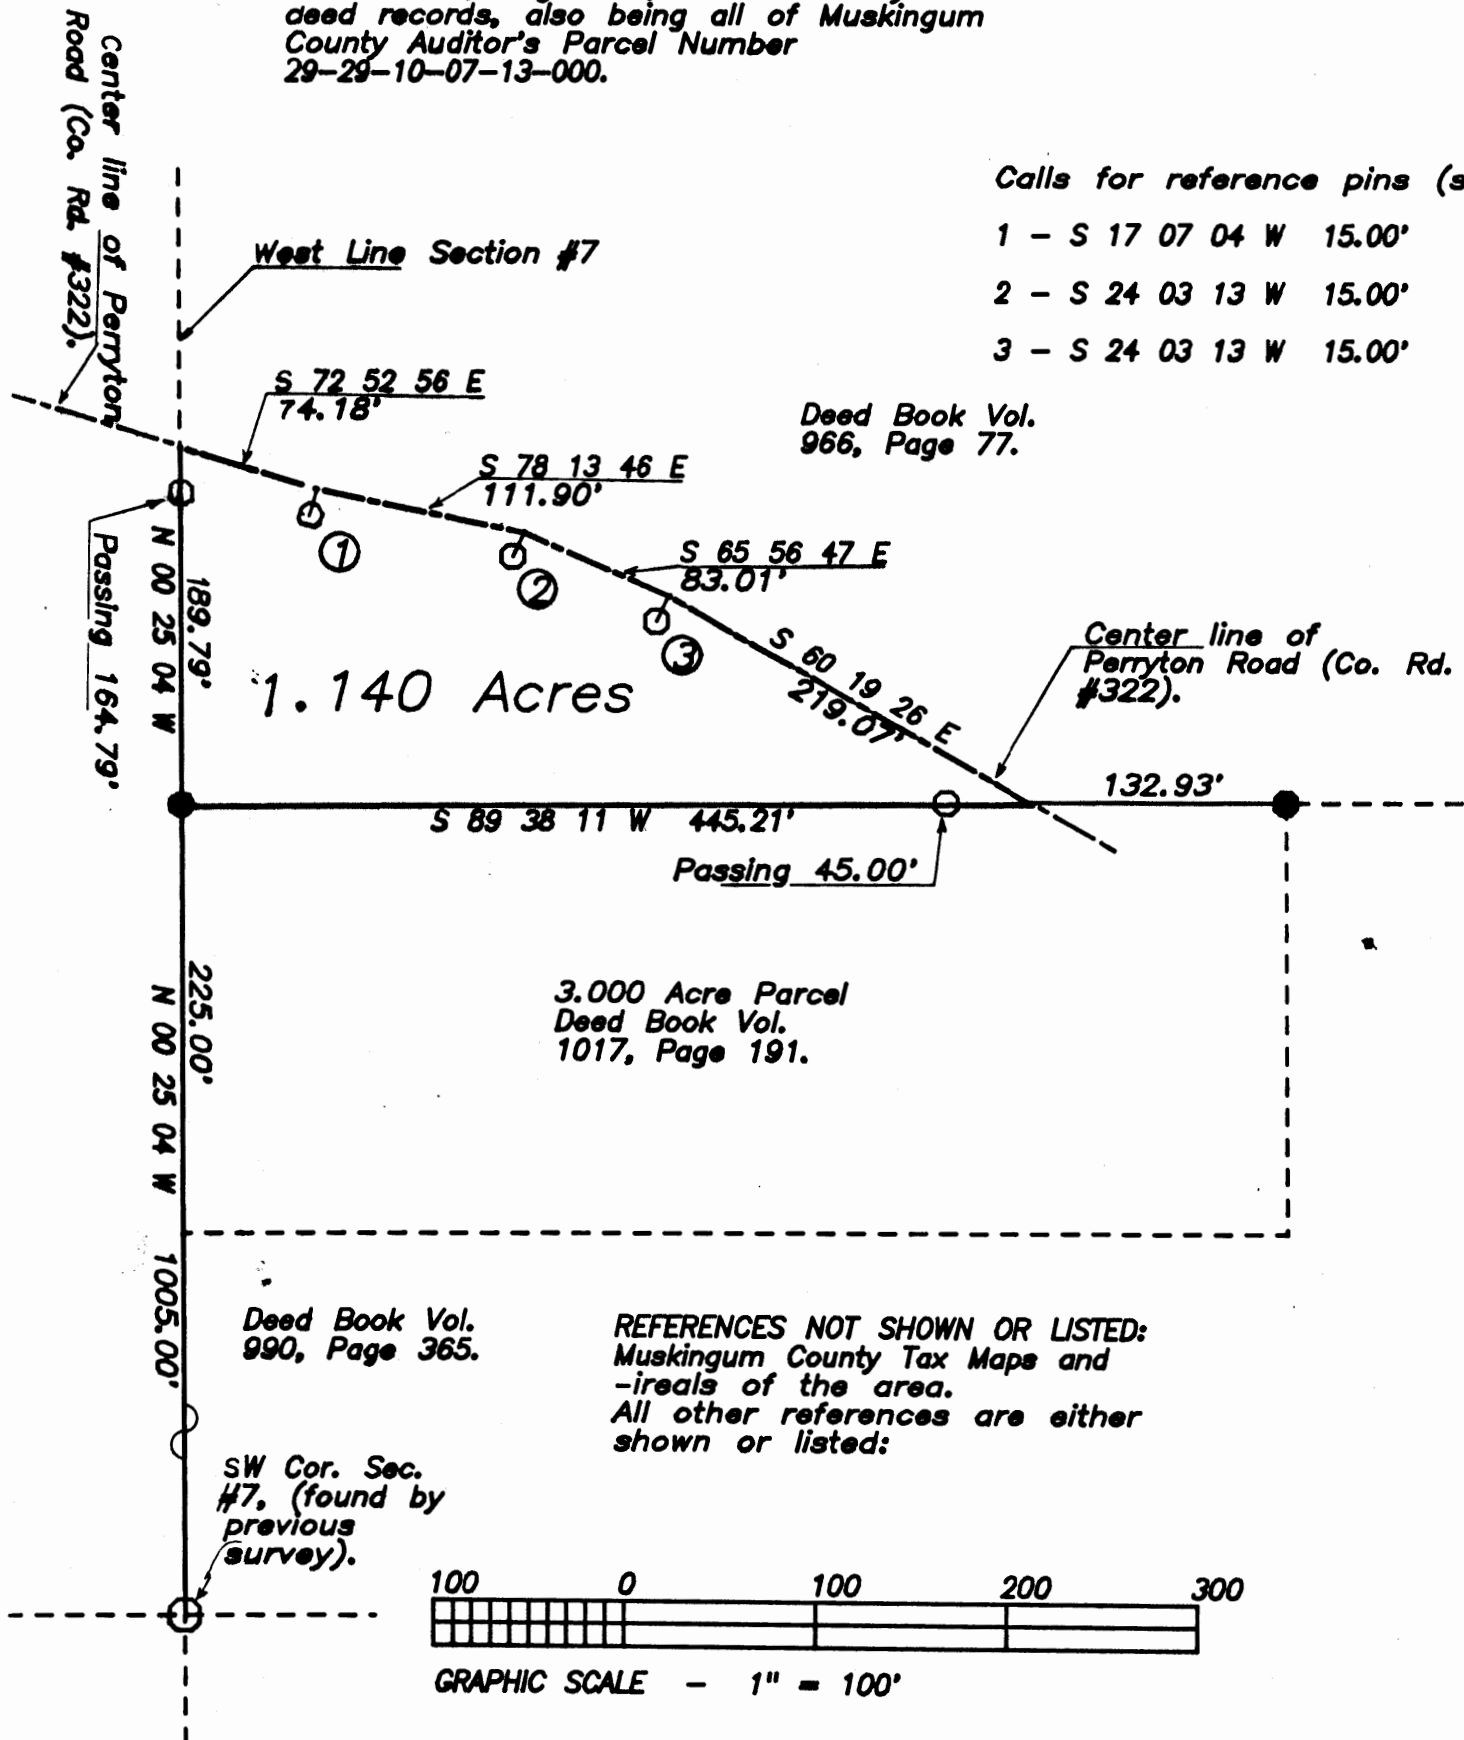 deed records, also being all of Muskingum
County Auditor's Parcel Number
29-29-10-07-13-000.
Center line of Perryton
Road (Co. Rd. #322).
West Line Section #7
Calls for reference pins (s
1 - S 17 07 04 W 15.00'
2 - S 24 03 13 W 15.00'
3 - S 24 03 13 W 15.00'
S 72 52 56 E
74.18'
Deed Book Vol.
966, Page 77.
S 78 13 46 E
111.90'
S 65 56 47 E
83.01'
1
2
3
S 60 19 26 E
219.07'
Center line of
Perryton Road (Co. Rd.
#322).
Passing 164.79'
N 00 25 04 W
189.79'
1.140 Acres
132.93'
S 89 38 11 W 445.21'
Passing 45.00'
225.00'
N 00 25 04 W 1005.00'
3.000 Acre Parcel
Deed Book Vol.
1017, Page 191.
Deed Book Vol.
990, Page 365.
REFERENCES NOT SHOWN OR LISTED:
Muskingum County Tax Maps and
-ireals of the area.
All other references are either
shown or listed:
SW Cor. Sec.
#7, (found by
previous
survey).
100 0 100 200 300
GRAPHIC SCALE - 1" = 100'